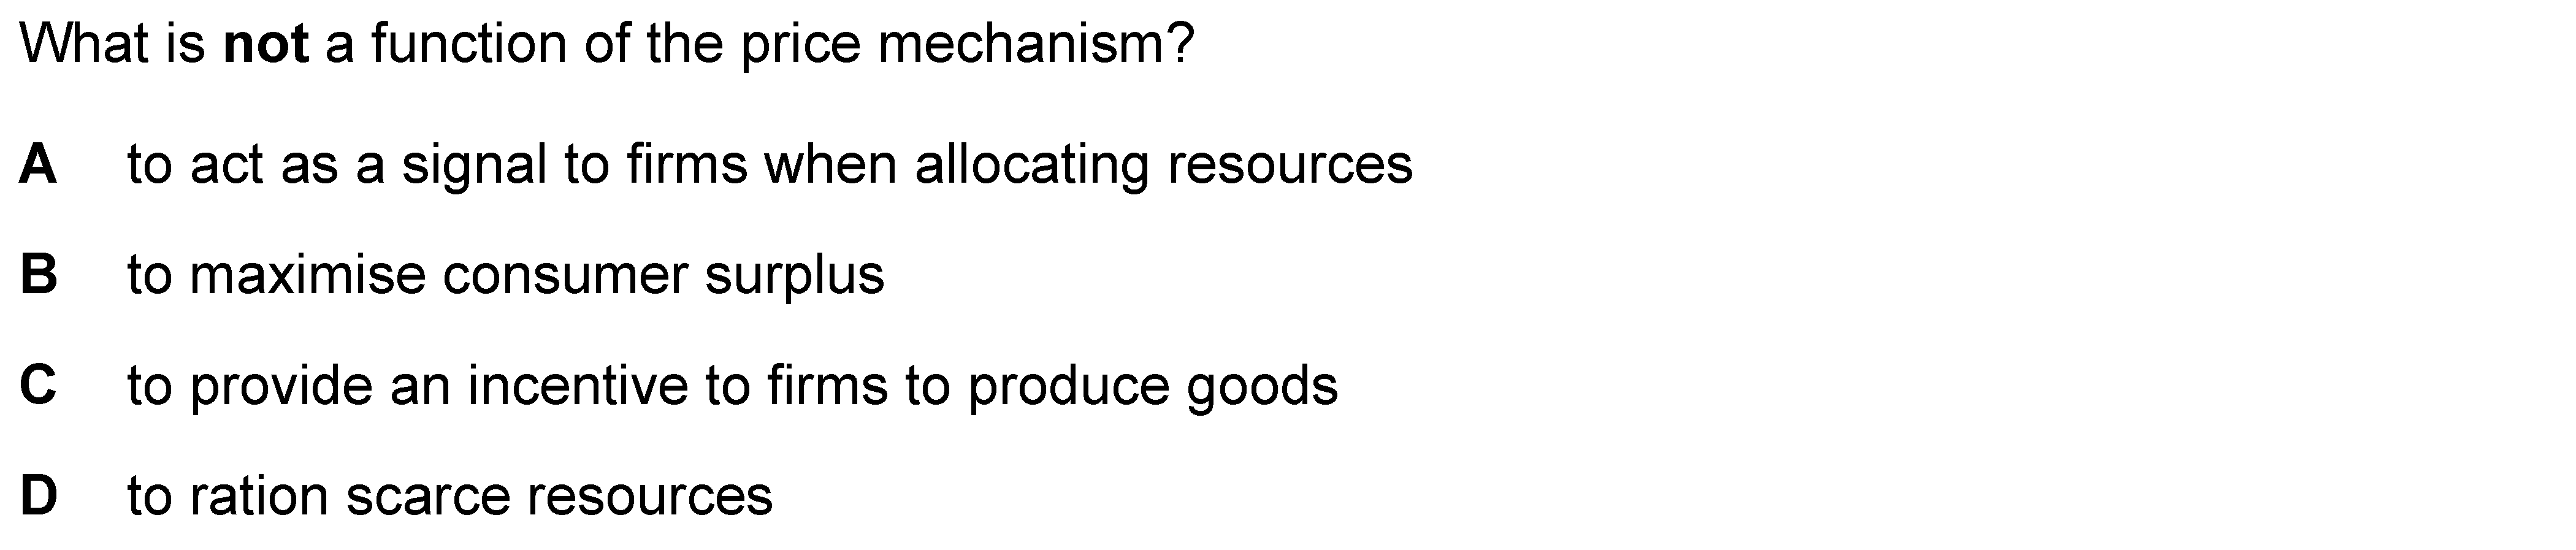 What is not a function of the price mechanism?
A to act as a signal to firms when allocating resources
B to maximise consumer surplus
C to provide an incentive to firms to produce goods
D to ration scarce resources